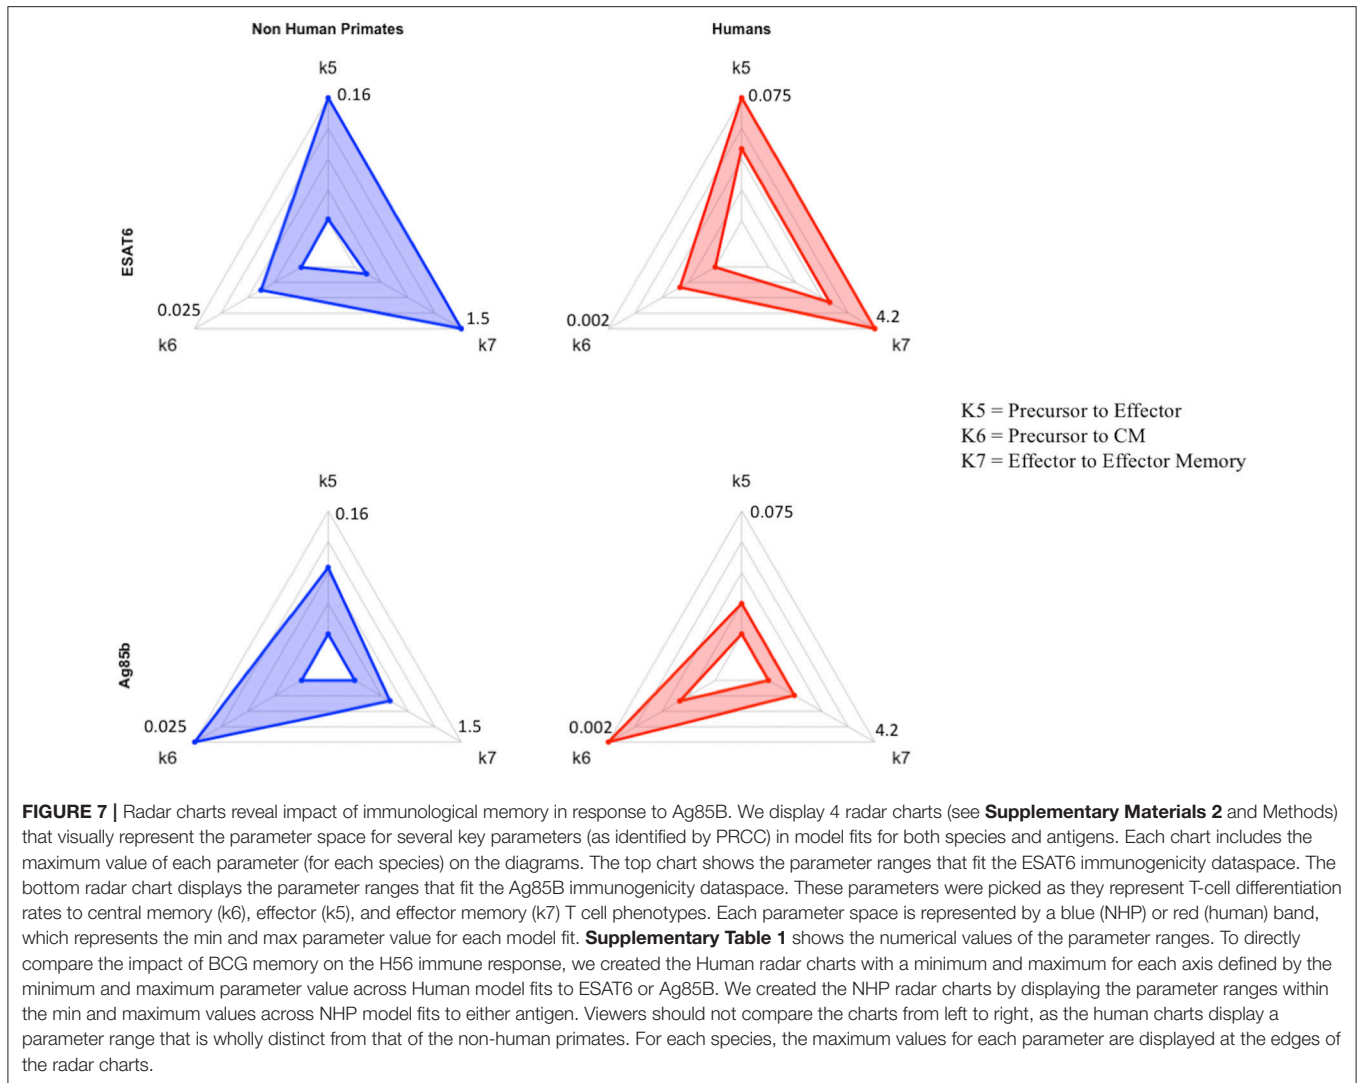 Non Human Primates
Humans
k5
0.16
k5
0.075
ESAT6
0.025
k6
1.5
k7
0.002
k6
4.2
k7
K5 = Precursor to Effector
K6 = Precursor to CM
K7 = Effector to Effector Memory
k5
0.16
k5
0.075
Ag85b
0.025
k6
1.5
k7
0.002
k6
4.2
k7
FIGURE 7 | Radar charts reveal impact of immunological memory in response to Ag85B. We display 4 radar charts (see Supplementary Materials 2 and Methods)
that visually represent the parameter space for several key parameters (as identified by PRCC) in model fits for both species and antigens. Each chart includes the
maximum value of each parameter (for each species) on the diagrams. The top chart shows the parameter ranges that fit the ESAT6 immunogenicity dataspace. The
bottom radar chart displays the parameter ranges that fit the Ag85B immunogenicity dataspace. These parameters were picked as they represent T-cell differentiation
rates to central memory (k6), effector (k5), and effector memory (k7) T cell phenotypes. Each parameter space is represented by a blue (NHP) or red (human) band,
which represents the min and max parameter value for each model fit. Supplementary Table 1 shows the numerical values of the parameter ranges. To directly
compare the impact of BCG memory on the H56 immune response, we created the Human radar charts with a minimum and maximum for each axis defined by the
minimum and maximum parameter value across Human model fits to ESAT6 or Ag85B. We created the NHP radar charts by displaying the parameter ranges within
the min and maximum values across NHP model fits to either antigen. Viewers should not compare the charts from left to right, as the human charts display a
parameter range that is wholly distinct from that of the non-human primates. For each species, the maximum values for each parameter are displayed at the edges of
the radar charts.